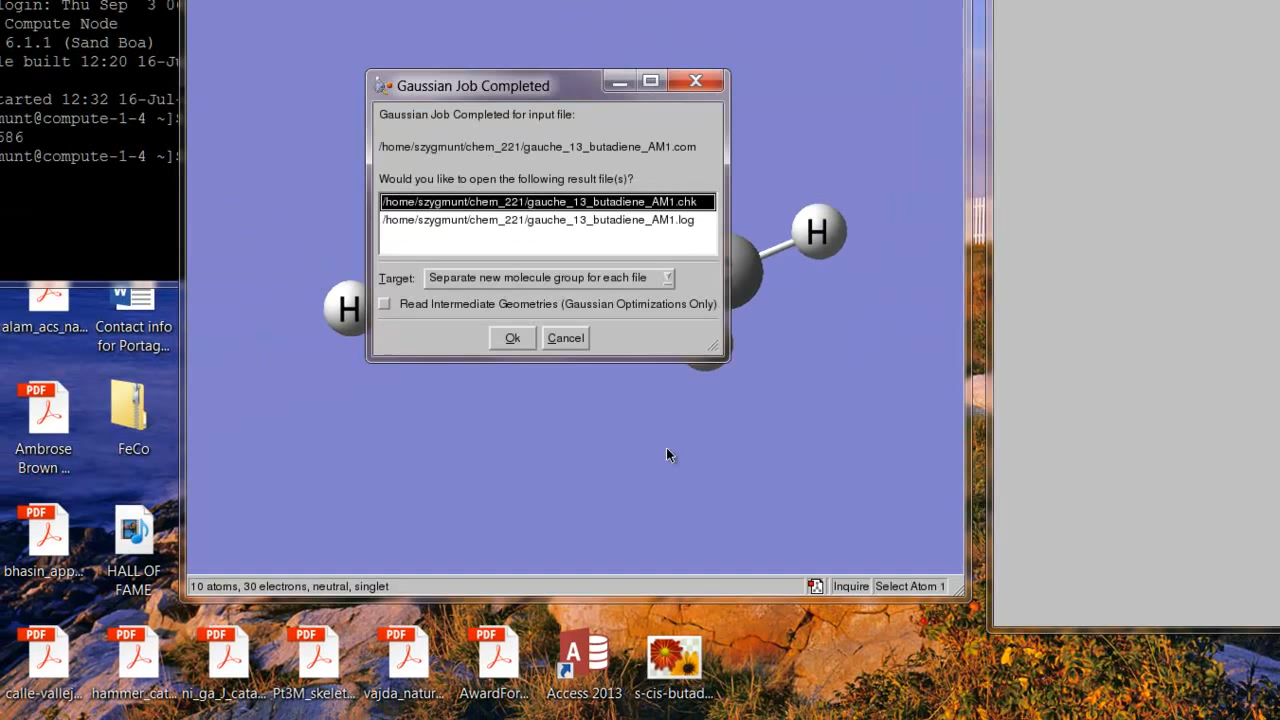 login: Thu Sep 3 0
Compute Node
6.1.1 (Sand Boa)
le built 12:20 16-J
tarted 12:32 16-Jul-
munt@compute-1-4 ~]$
586
munt@compute-1-4 ~]$
Gaussian Job Completed
Gaussian Job Completed for input file:
/home/szygmunt/chem_221/gauche_13_butadiene_AM1.com
Would you like to open the following result file(s)?
/home/szygmunt/chem_221/gauche_13_butadiene_AM1.chk
/home/szygmunt/chem_221/gauche_13_butadiene_AM1.log
Target: Separate new molecule group for each file
Read Intermediate Geometries (Gaussian Optimizations Only)
Ok Cancel
H
H
10 atoms, 30 electrons, neutral, singlet
Inquire Select Atom 1
alam_acs_na...
Contact info
for Portag...
PDF
Ambrose
Brown ...
FeCo
PDF
bhasin_app...
HALL OF
FAME
PDF PDF PDF PDF PDF PDF
calle-vallej... hammer_cat... ni_ga_J_cata... Pt3M_skelet... vajda_natur... AwardFor... Access 2013 s-cis-butad...